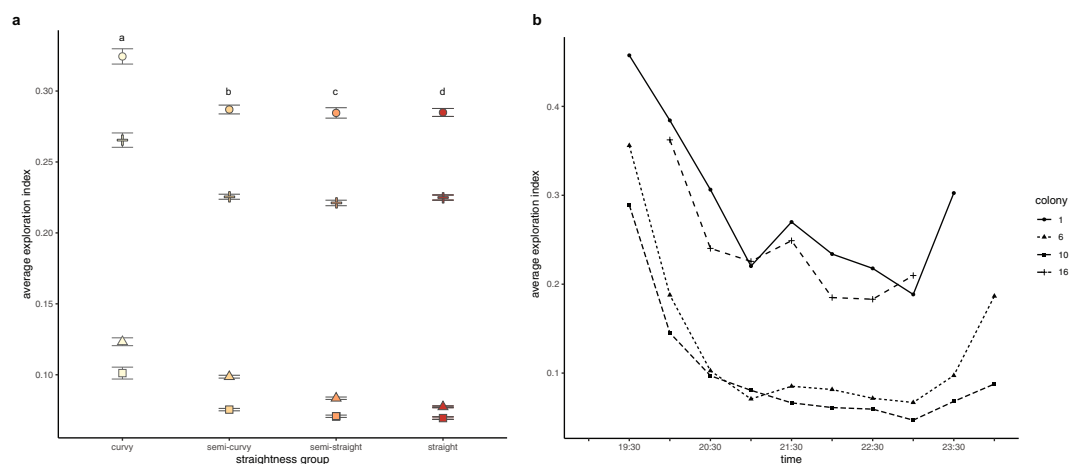 a
a
b
c
d
0.30
0.25
0.20
0.15
0.10
average exploration index
curvy
semi-curvy
semi-straight
straight
straightness group
b
0.4
0.3
0.2
0.1
average exploration index
19:30
20:30
21:30
22:30
23:30
time
colony
1
6
10
16